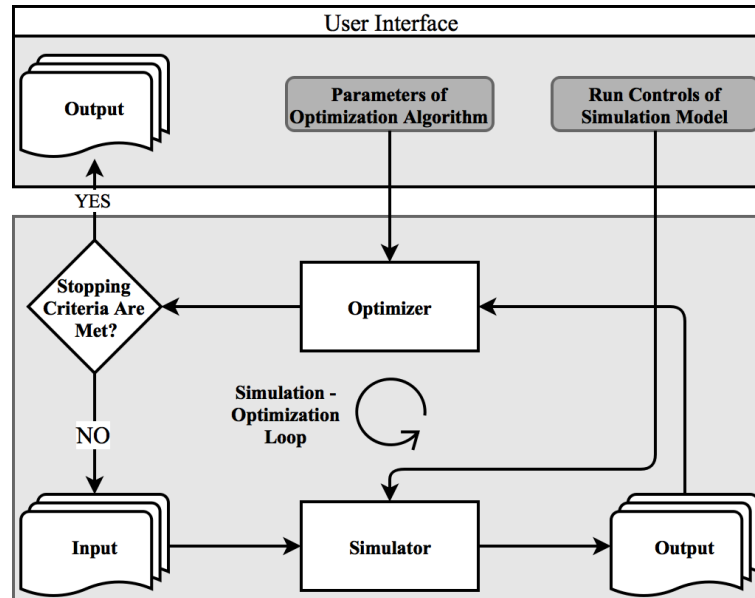 User Interface
Output
Parameters of
Optimization Algorithm
Run Controls of
Simulation Model
YES
Stopping
Criteria Are
Met?
Optimizer
Simulation -
Optimization
Loop
NO
Input
Simulator
Output